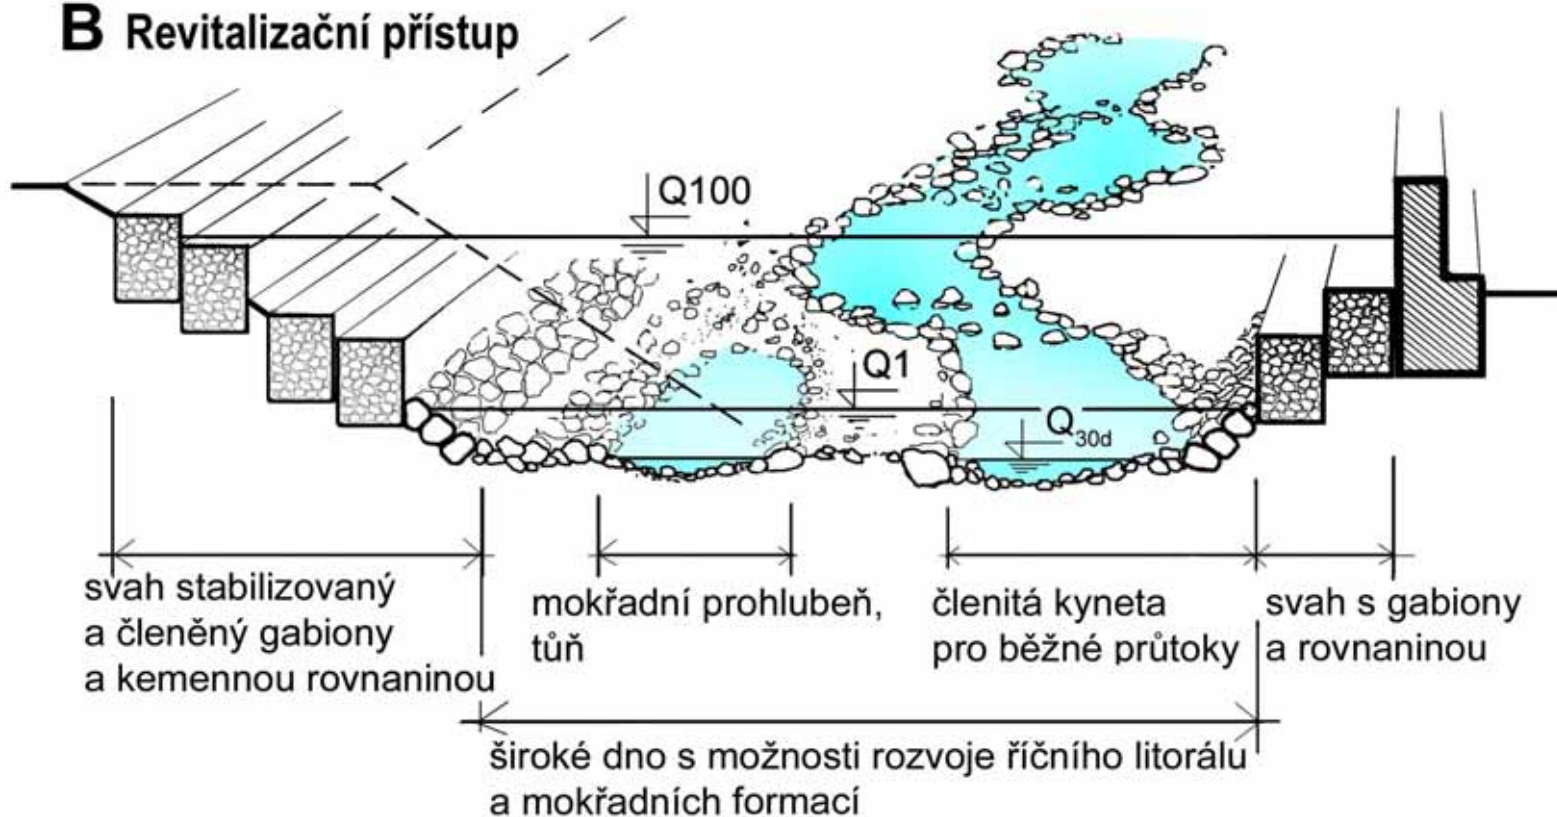 B Revitalizační přístup
Q100
Q1
Q30d
svah stabilizovaný
a členěný gabiony
a kemennou rovnaninou
mokřadní prohlubeň,
tůň
členitá kyneta
pro běžné průtoky
svah s gabiony
a rovnaninou
široké dno s možnosti rozvoje říčního litorálu
a mokřadních formací